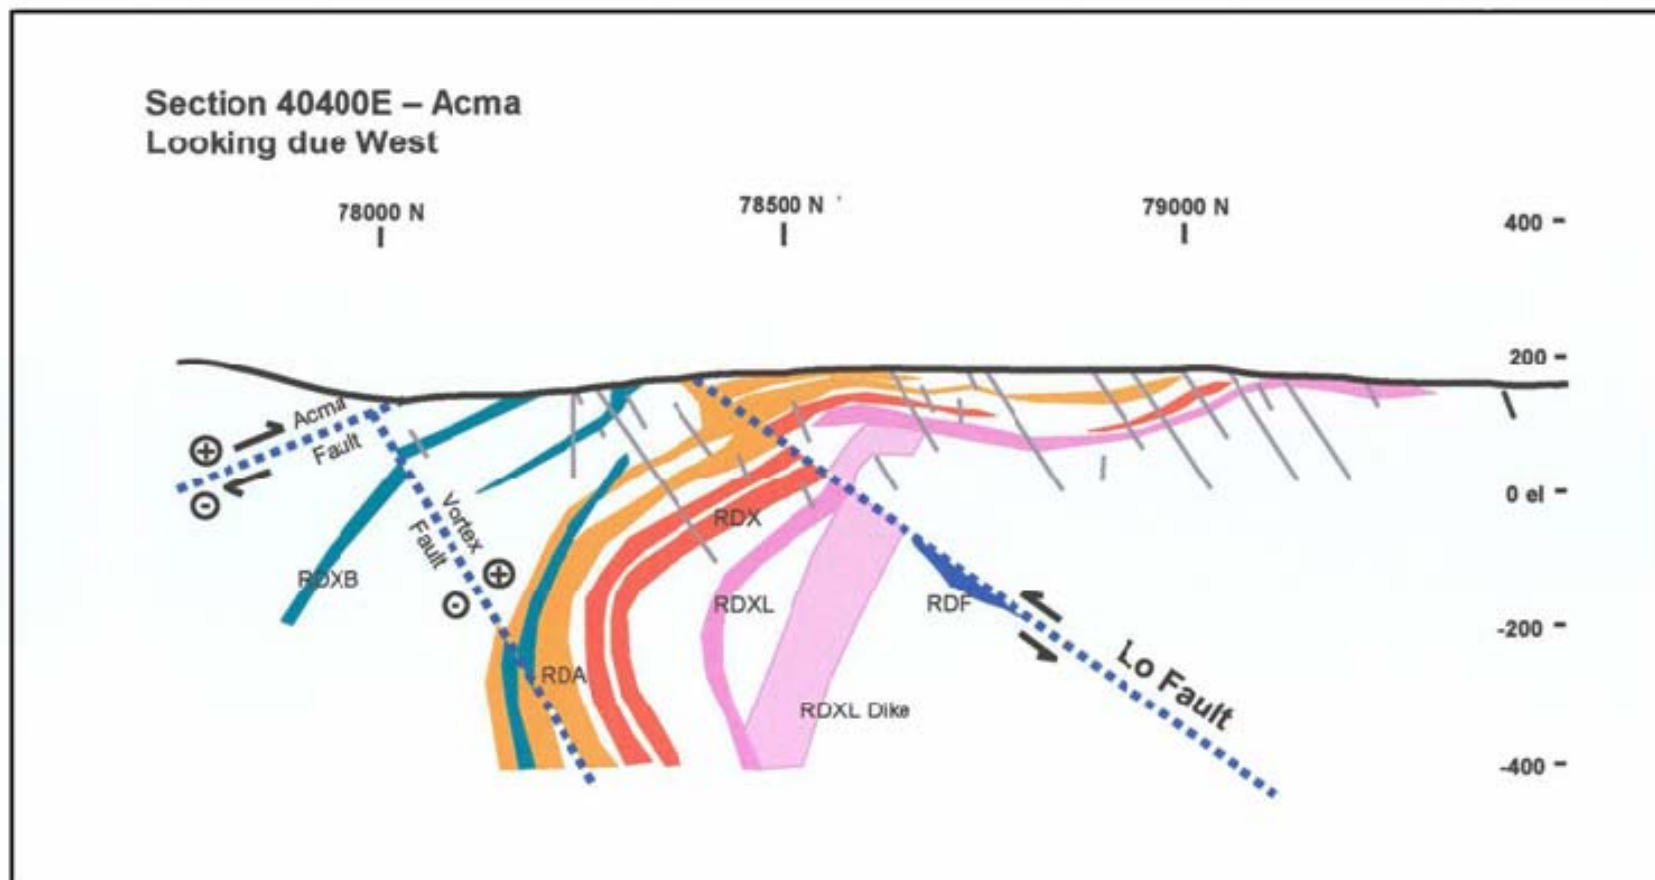 Section 40400E – Acma
Looking due West
78000 N
78500 N
79000 N
400
200
0 el
-200
-400
Acma
Fault
Vortex
Fault
RDXB
RDX
RDXL
RDF
RDA
RDXL Dike
Lo Fault